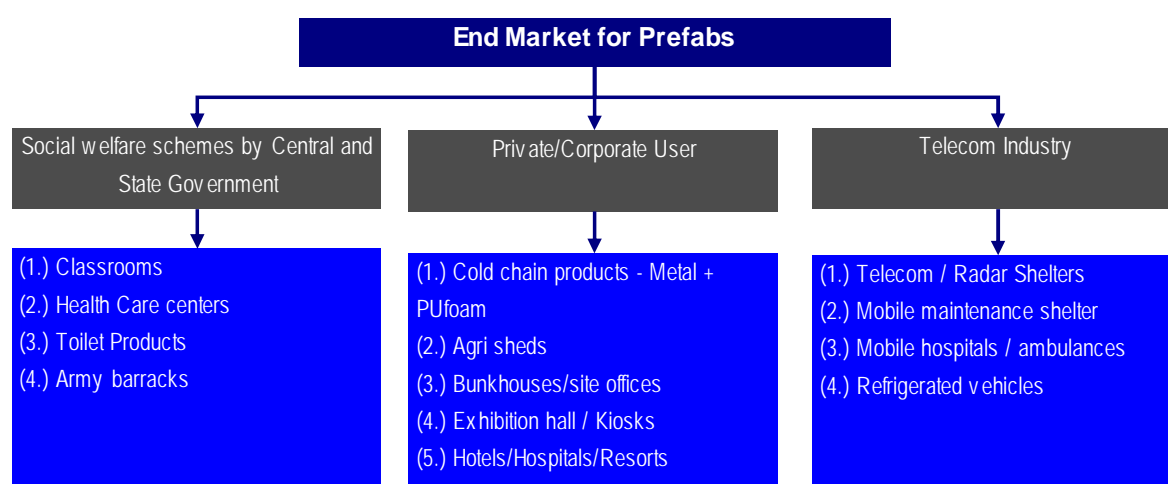 End Market for Prefabs
Social welfare schemes by Central and
State Government
(1.) Classrooms
(2.) Health Care centers
(3.) Toilet Products
(4.) Army barracks
Private/Corporate User
(1.) Cold chain products - Metal +
PUfoam
(2.) Agri sheds
(3.) Bunkhouses/site offices
(4.) Exhibition hall / Kiosks
(5.) Hotels/Hospitals/Resorts
Telecom Industry
(1.) Telecom / Radar Shelters
(2.) Mobile maintenance shelter
(3.) Mobile hospitals / ambulances
(4.) Refrigerated vehicles